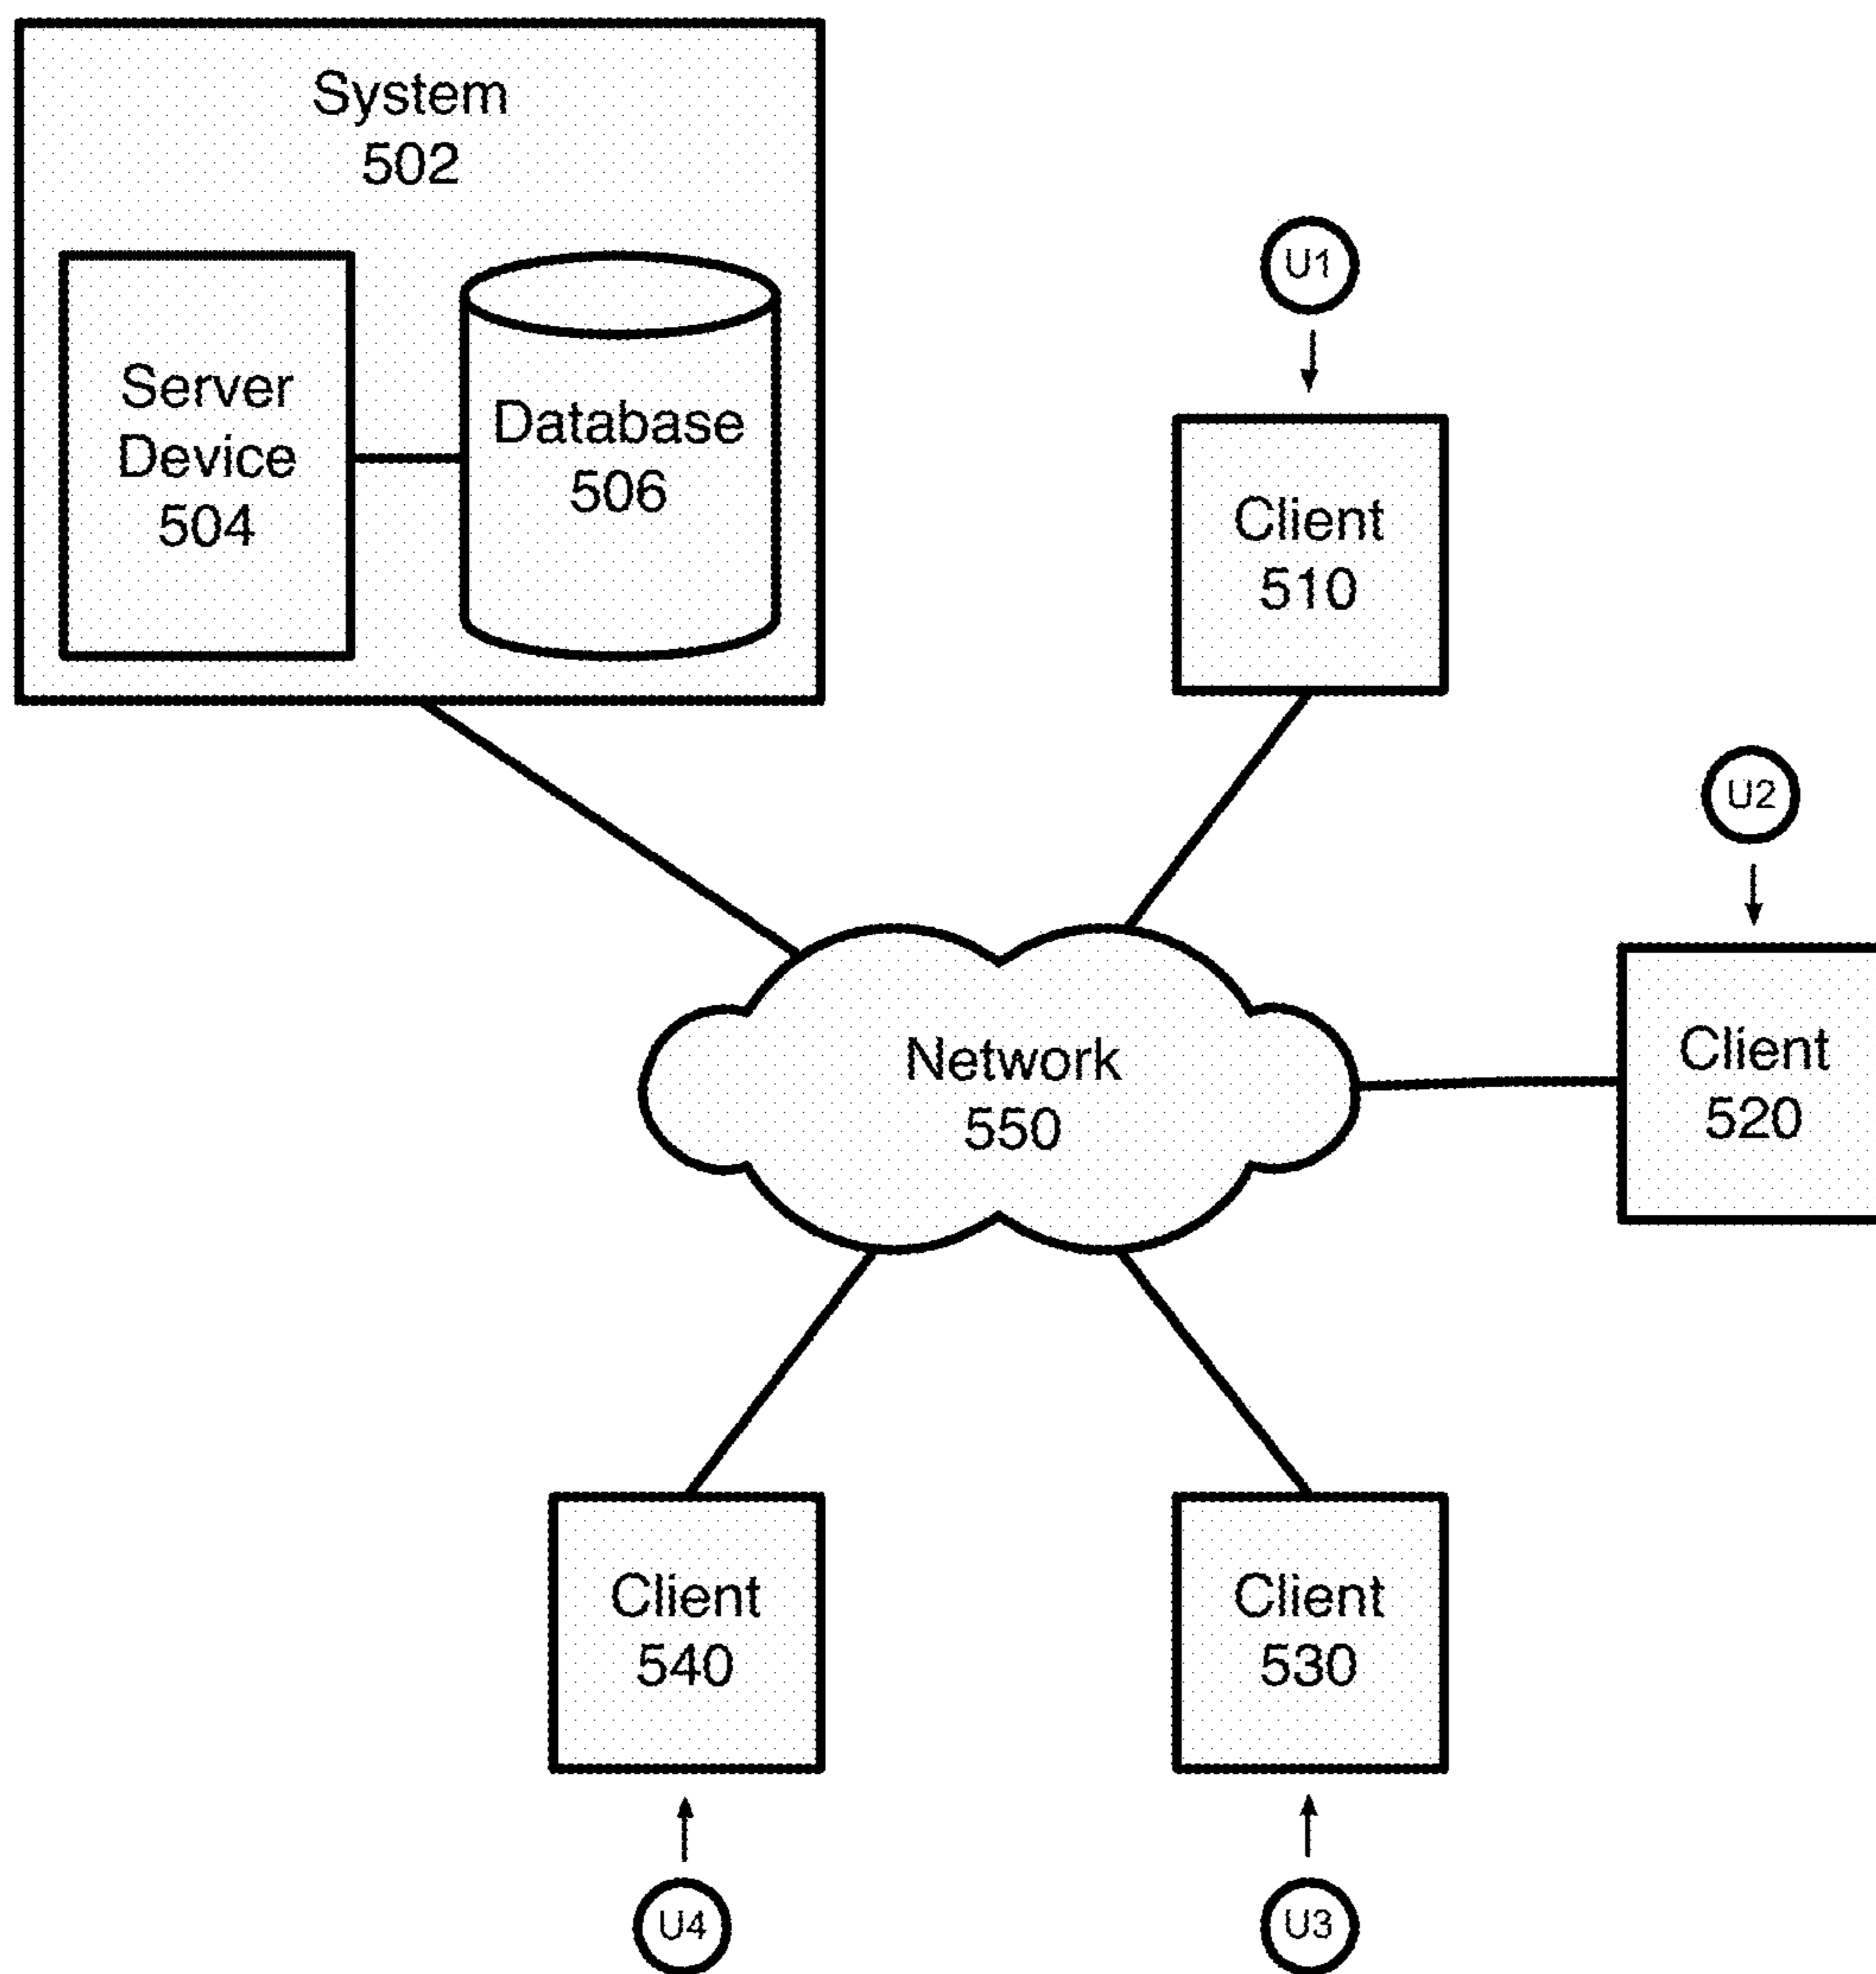 System
502
Server
Device
504
Database
506
U1
Client
510
U2
Client
520
Network
550
Client
540
Client
530
U4
U3